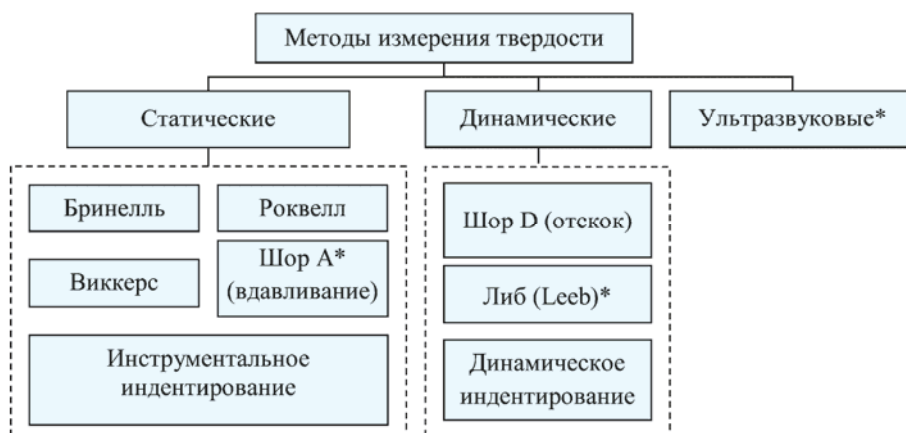 Методы измерения твердости
Статические
Динамические
Ультразвуковые*
Бринелль
Роквелл
Виккерс
Шор A*
(вдавливание)
Инструментальное
индентирование
Шор D (отскок)
Либ (Leeb)*
Динамическое
индентирование